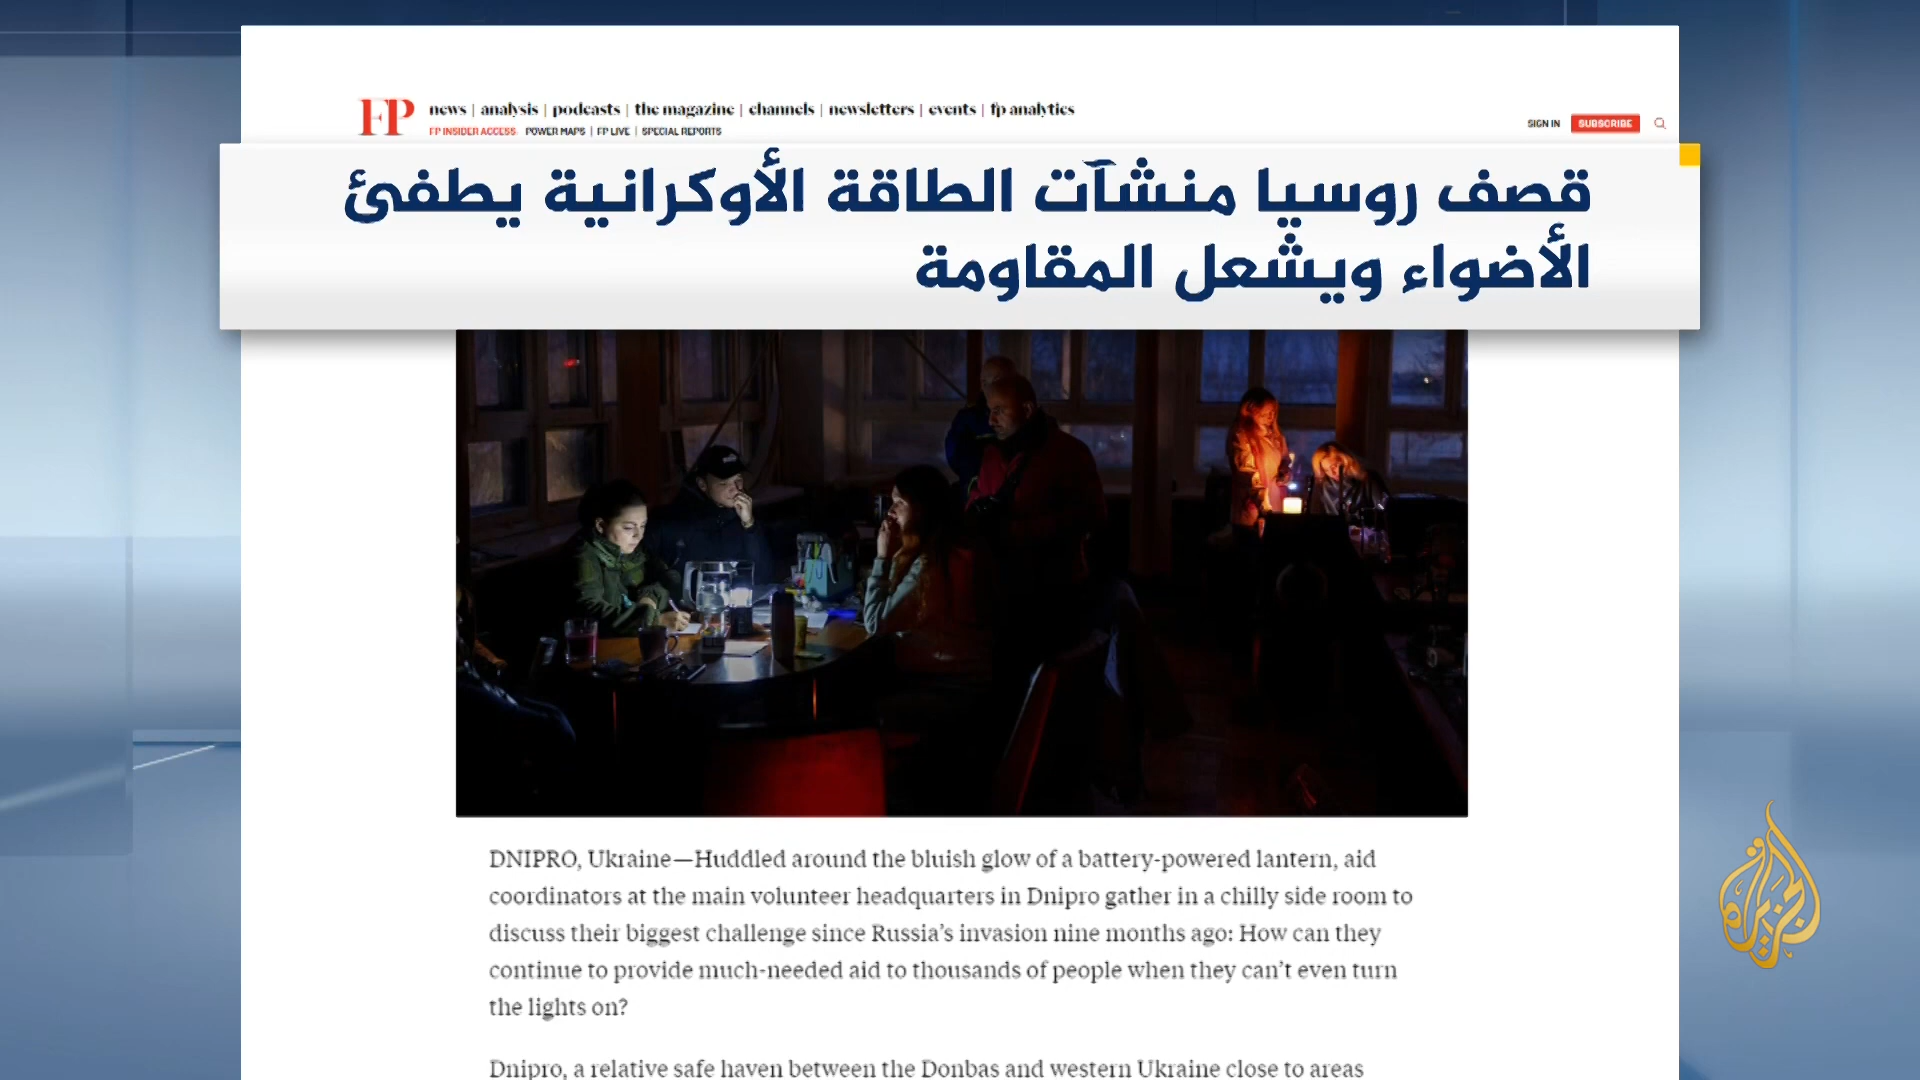 FP
news | analysis | podcasts | the magazine | channels | newsletters | events | fp analytics
FP INSIDER ACCESS POWER MAPS | FP LIVE | SPECIAL REPORTS
SIGN IN SUBSCRIBE
قصف روسيا منشآت الطاقة الأوكرانية يطفئ
الأضواء ويشعل المقاومة
DNIPRO, Ukraine—Huddled around the bluish glow of a battery-powered lantern, aid
coordinators at the main volunteer headquarters in Dnipro gather in a chilly side room to
discuss their biggest challenge since Russia’s invasion nine months ago: How can they
continue to provide much-needed aid to thousands of people when they can’t even turn
the lights on?
الجزيرة
Dnipro, a relative safe haven between the Donbas and western Ukraine close to areas